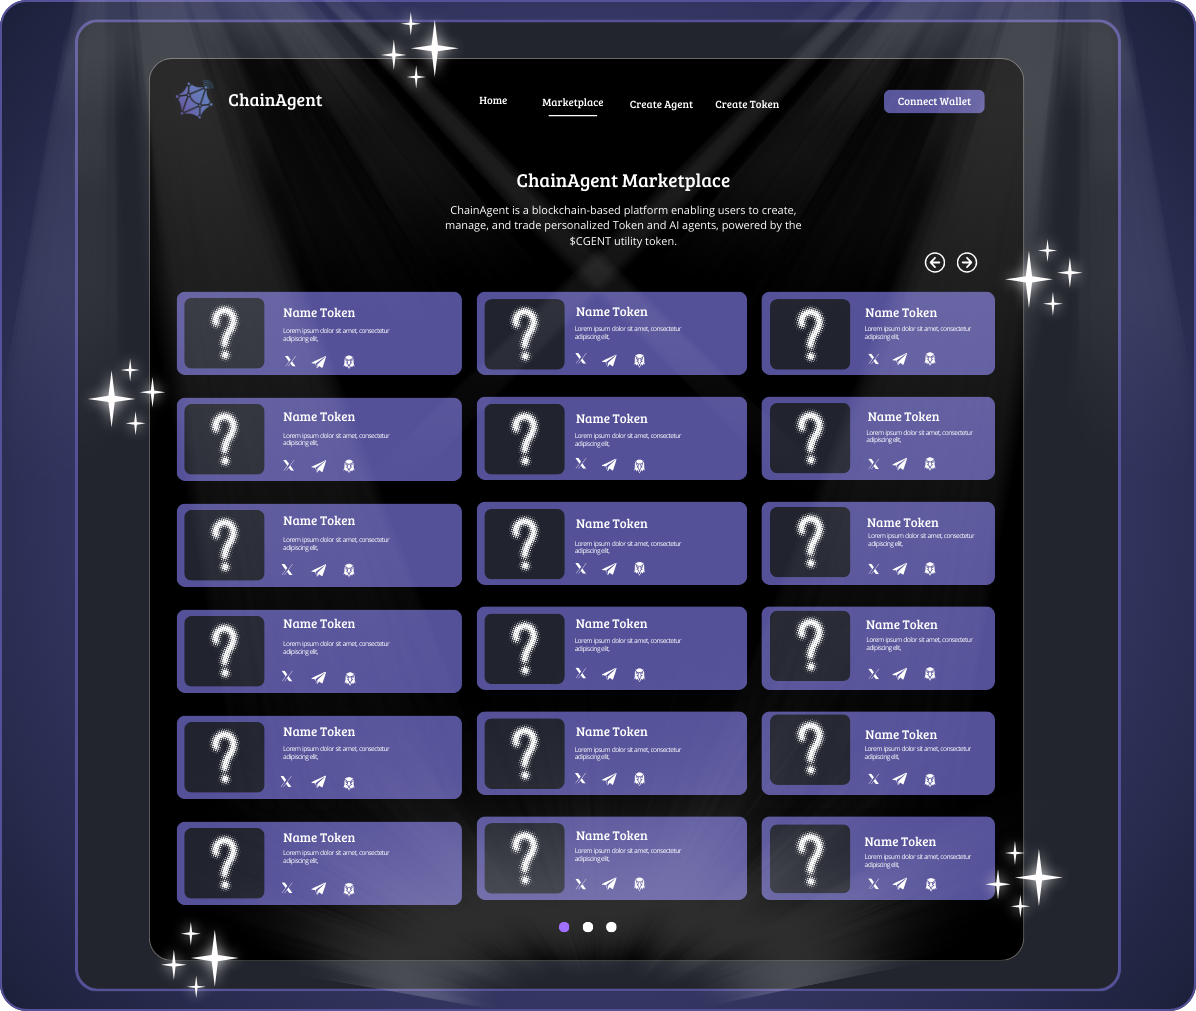 ChainAgent
Home
Marketplace
Create Agent
Create Token
Connect Wallet
ChainAgent Marketplace
ChainAgent is a blockchain-based platform enabling users to create,
manage, and trade personalized Token and AI agents, powered by the
$CGENT utility token.
Name Token
Lorem ipsum dolor sit amet, consectetur
adipiscing elit,
Name Token
Lorem ipsum dolor sit amet, consectetur
adipiscing elit,
Name Token
Lorem ipsum dolor sit amet, consectetur
adipiscing elit,
Name Token
Lorem ipsum dolor sit amet, consectetur
adipiscing elit,
Name Token
Lorem ipsum dolor sit amet, consectetur
adipiscing elit,
Name Token
Lorem ipsum dolor sit amet, consectetur
adipiscing elit,
Name Token
Lorem ipsum dolor sit amet, consectetur
adipiscing elit,
Name Token
Lorem ipsum dolor sit amet, consectetur
adipiscing elit,
Name Token
Lorem ipsum dolor sit amet, consectetur
adipiscing elit,
Name Token
Lorem ipsum dolor sit amet, consectetur
adipiscing elit,
Name Token
Lorem ipsum dolor sit amet, consectetur
adipiscing elit,
Name Token
Lorem ipsum dolor sit amet, consectetur
adipiscing elit,
Name Token
Lorem ipsum dolor sit amet, consectetur
adipiscing elit,
Name Token
Lorem ipsum dolor sit amet, consectetur
adipiscing elit,
Name Token
Lorem ipsum dolor sit amet, consectetur
adipiscing elit,
Name Token
Lorem ipsum dolor sit amet, consectetur
adipiscing elit,
Name Token
Lorem ipsum dolor sit amet, consectetur
adipiscing elit,
Name Token
Lorem ipsum dolor sit amet, consectetur
adipiscing elit,